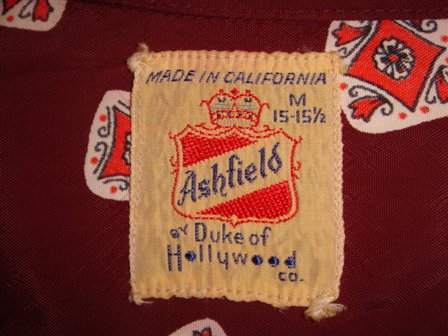 MADE IN CALIFORNIA
M
15-15½
Ashfield
BY Duke of
Hollywood
CO.